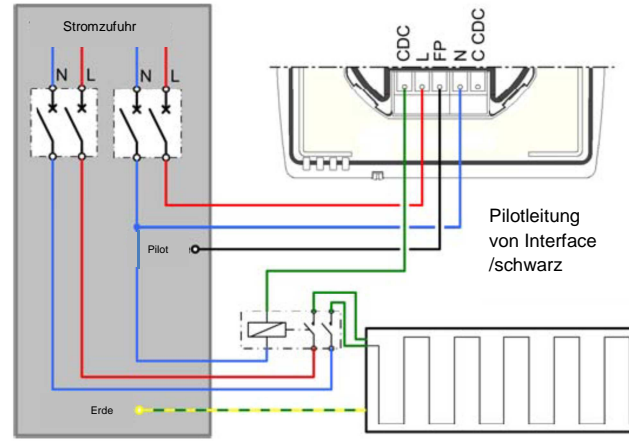 Stromzufuhr
N L N L
CDC
L
FP
N
C CDC
Pilotleitung
von Interface
/schwarz
Pilot
Erde